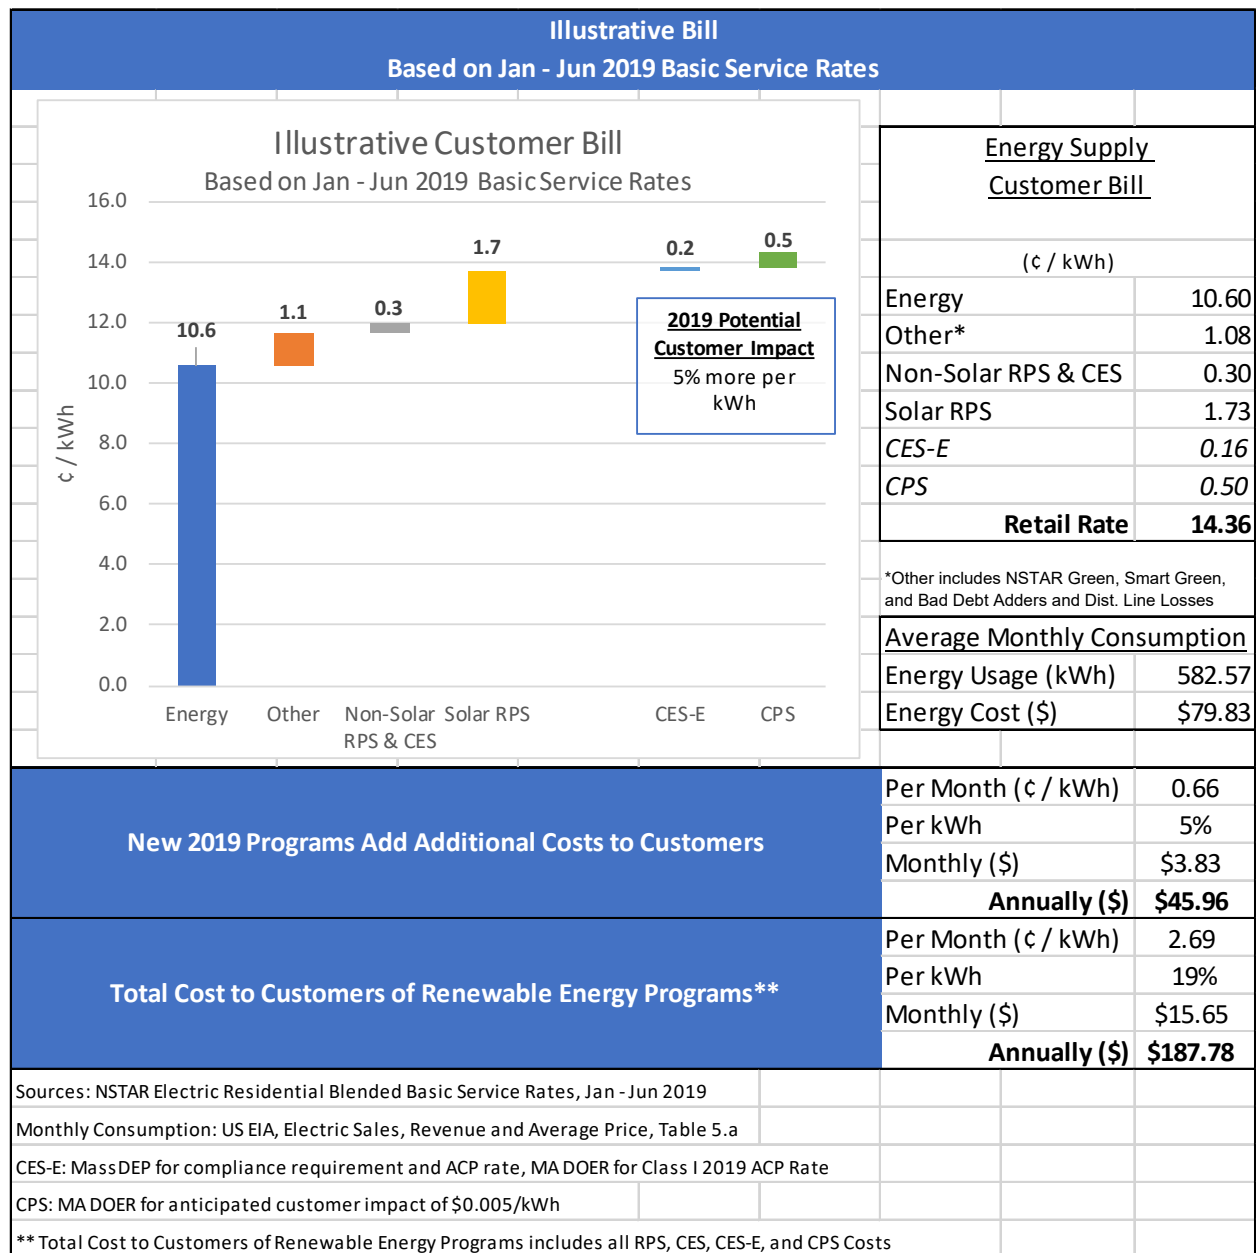 Illustrative Bill
Based on Jan - Jun 2019 Basic Service Rates
Illustrative Customer Bill
Based on Jan - Jun 2019 Basic Service Rates
¢ / kWh
16.0
14.0
12.0
10.0
8.0
6.0
4.0
2.0
0.0
10.6
1.1
0.3
1.7
0.2
0.5
2019 Potential
Customer Impact
5% more per
kWh
Energy Other Non-Solar Solar RPS CES-E CPS
RPS & CES
Energy Supply
Customer Bill
(¢ / kWh)
Energy 10.60
Other* 1.08
Non-Solar RPS & CES 0.30
Solar RPS 1.73
CES-E 0.16
CPS 0.50
Retail Rate 14.36
*Other includes NSTAR Green, Smart Green,
and Bad Debt Adders and Dist. Line Losses
Average Monthly Consumption
Energy Usage (kWh) 582.57
Energy Cost ($) $79.83
New 2019 Programs Add Additional Costs to Customers
Per Month (¢ / kWh) 0.66
Per kWh 5%
Monthly ($) $3.83
Annually ($) $45.96
Total Cost to Customers of Renewable Energy Programs**
Per Month (¢ / kWh) 2.69
Per kWh 19%
Monthly ($) $15.65
Annually ($) $187.78
Sources: NSTAR Electric Residential Blended Basic Service Rates, Jan - Jun 2019
Monthly Consumption: US EIA, Electric Sales, Revenue and Average Price, Table 5.a
CES-E: MassDEP for compliance requirement and ACP rate, MA DOER for Class I 2019 ACP Rate
CPS: MA DOER for anticipated customer impact of $0.005/kWh
** Total Cost to Customers of Renewable Energy Programs includes all RPS, CES, CES-E, and CPS Costs